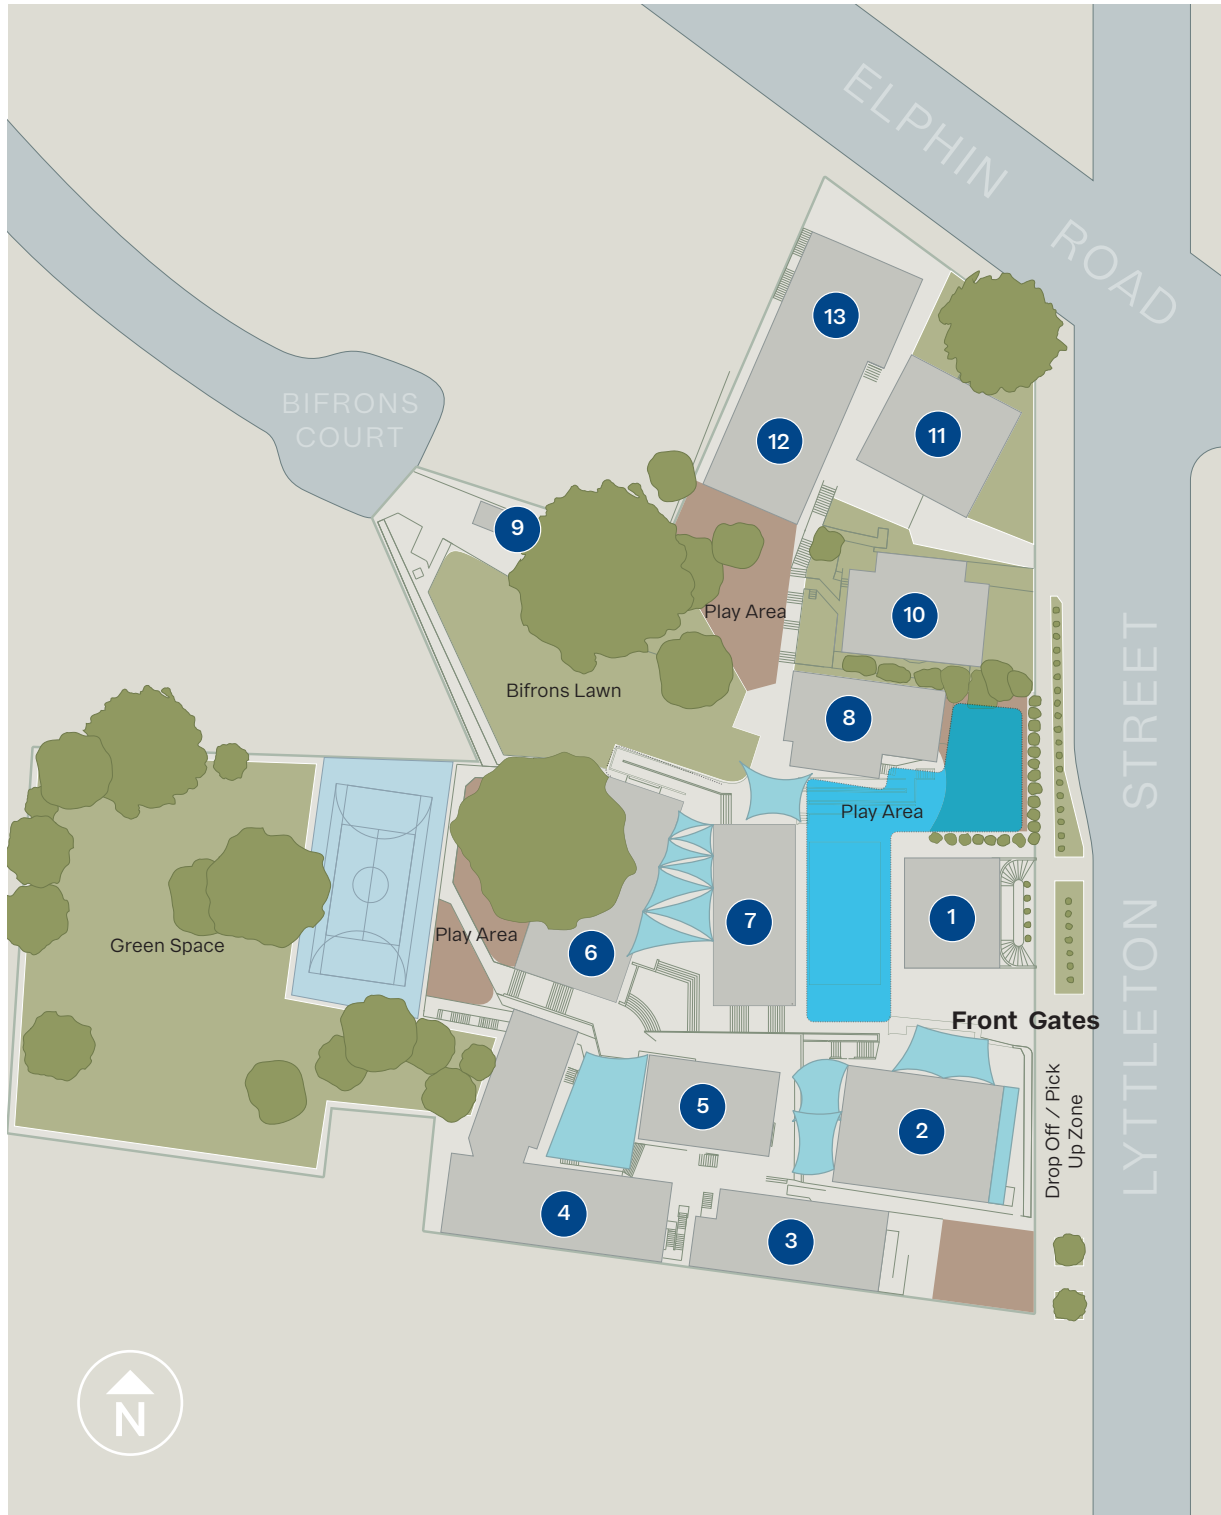 ELPHIN ROAD
13
BIFRONS
COURT
12
11
9
Play Area
10
Bifrons Lawn
8
Play Area
Green Space
Play Area
6
7
1
Front Gates
LYTTLETON STREET
5
2
Drop Off / Pick
Up Zone
4
3
N